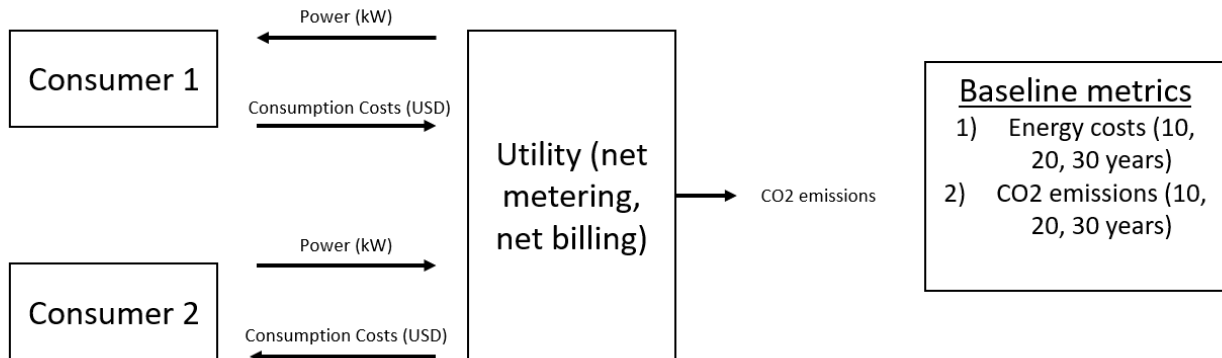 Power (kW)
Consumer 1
Consumption Costs (USD)
Utility (net
metering,
net billing)
CO2 emissions
Baseline metrics
1) Energy costs (10,
20, 30 years)
2) CO2 emissions (10,
20, 30 years)
Power (kW)
Consumer 2
Consumption Costs (USD)